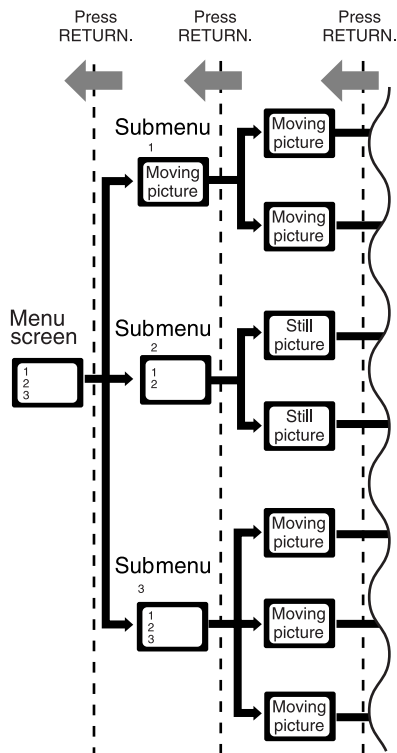 Press
RETURN.
Press
RETURN.
Press
RETURN.
Submenu
1
Moving
picture
Moving
picture
Moving
picture
Menu
screen
1
2
3
Submenu
2
1
2
Still
picture
Still
picture
Submenu
3
1
2
3
Moving
picture
Moving
picture
Moving
picture